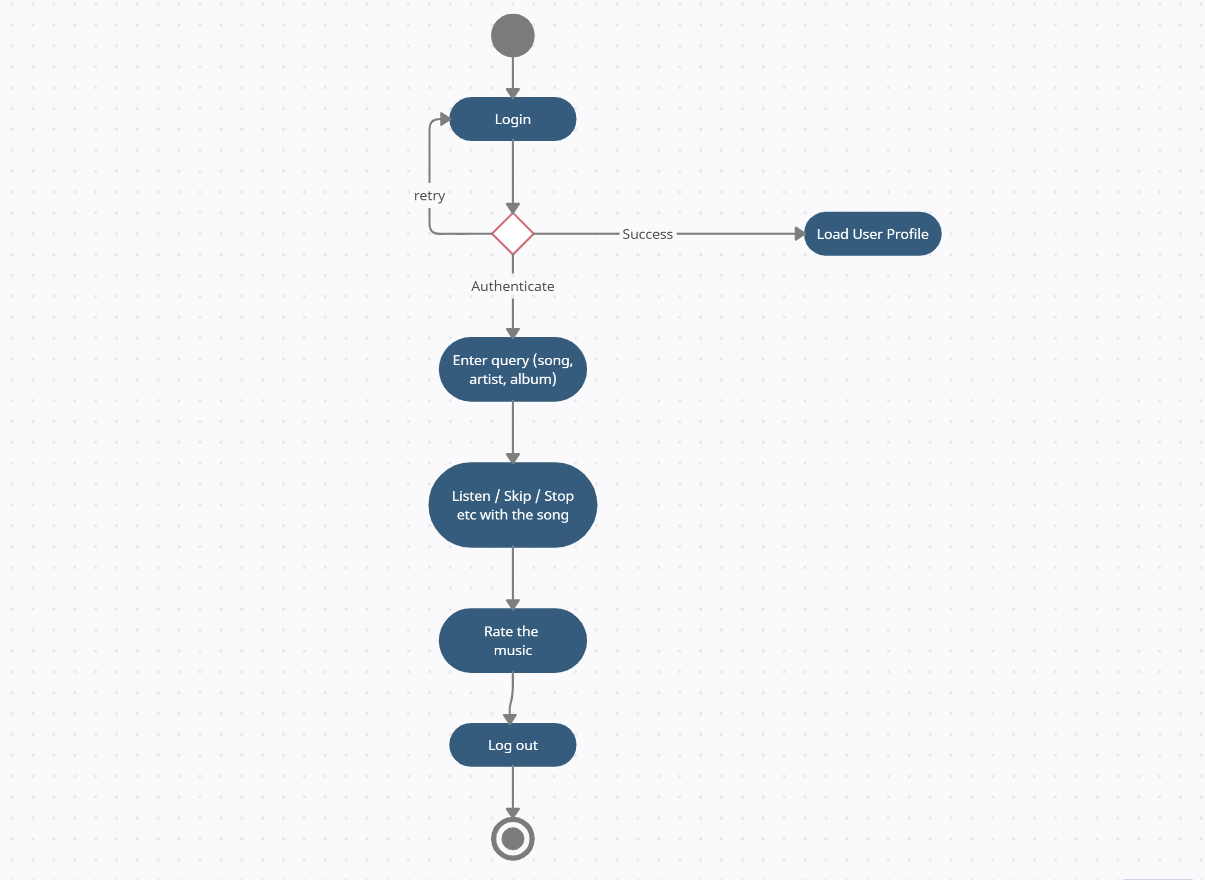 Login
retry
Success
Load User Profile
Authenticate
Enter query (song,
artist, album)
Listen / Skip / Stop
etc with the song
Rate the
music
Log out